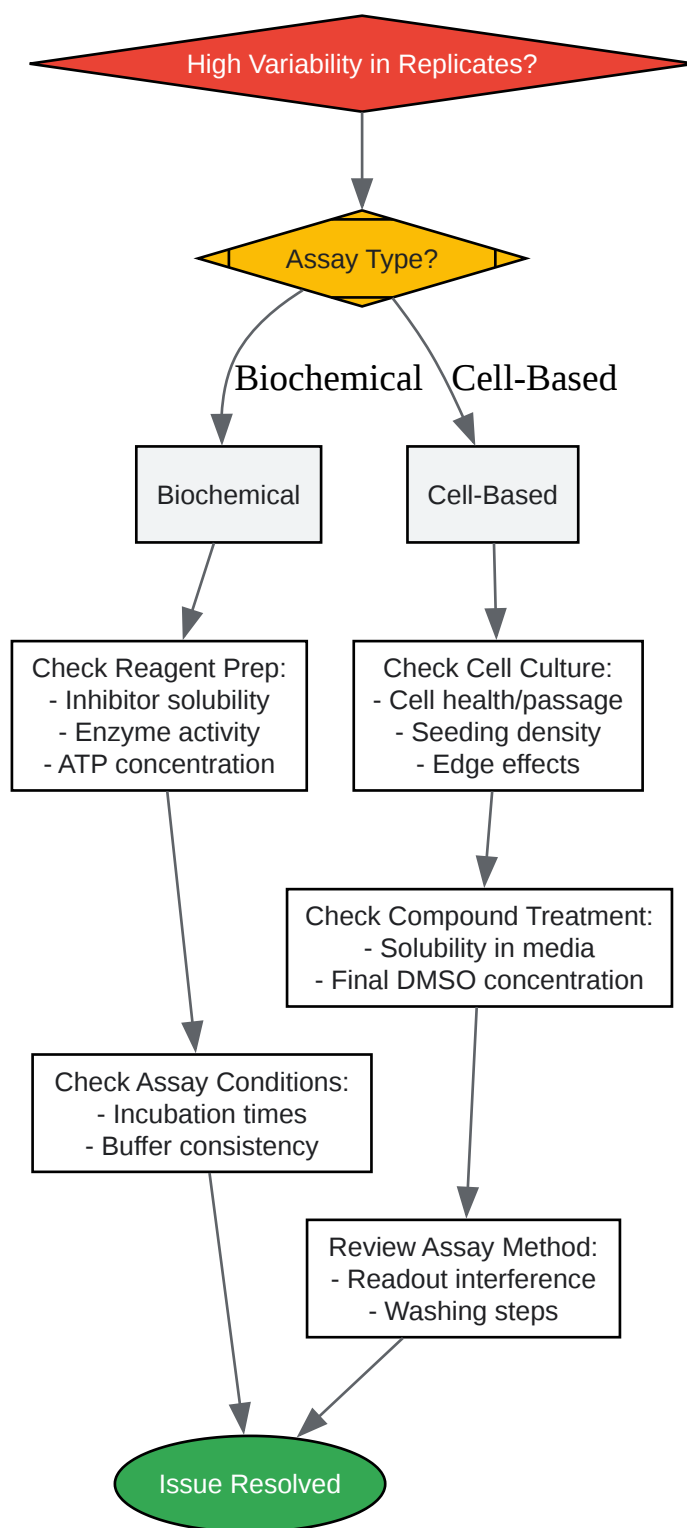 High Variability in Replicates?
Assay Type?
Biochemical
Cell-Based
Biochemical
Cell-Based
Check Reagent Prep:
- Inhibitor solubility
- Enzyme activity
- ATP concentration
Check Cell Culture:
- Cell health/passage
- Seeding density
- Edge effects
Check Compound Treatment:
- Solubility in media
- Final DMSO concentration
Check Assay Conditions:
- Incubation times
- Buffer consistency
Review Assay Method:
- Readout interference
- Washing steps
Issue Resolved